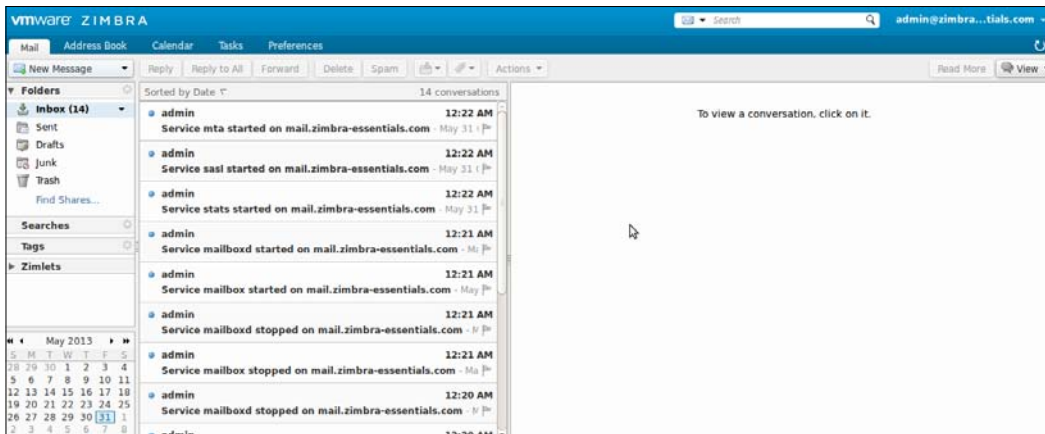 vmware ZIMBRA
Search
admin@zimbra...tials.com
Mail Address Book Calendar Tasks Preferences
New Message
Reply Reply to All Forward Delete Spam Actions
Read More View
Folders
Inbox (14)
Sent
Drafts
Junk
Trash
Find Shares...
Searches
Tags
Zimlets
May 2013
S M T W T F S
28 29 30 1 2 3 4
5 6 7 8 9 10 11
12 13 14 15 16 17 18
19 20 21 22 23 24 25
26 27 28 29 30 31 1
2 3 4 5 6 7 8
Sorted by Date 14 conversations
admin 12:22 AM
Service mta started on mail.zimbra-essentials.com - May 31
admin 12:22 AM
Service sasl started on mail.zimbra-essentials.com - May 31
admin 12:22 AM
Service stats started on mail.zimbra-essentials.com - May 31
admin 12:21 AM
Service mailboxd started on mail.zimbra-essentials.com - Ma
admin 12:21 AM
Service mailbox started on mail.zimbra-essentials.com - May
admin 12:21 AM
Service mailboxd stopped on mail.zimbra-essentials.com - M
admin 12:21 AM
Service mailbox stopped on mail.zimbra-essentials.com - Ma
admin 12:20 AM
Service mailboxd stopped on mail.zimbra-essentials.com - M
To view a conversation, click on it.